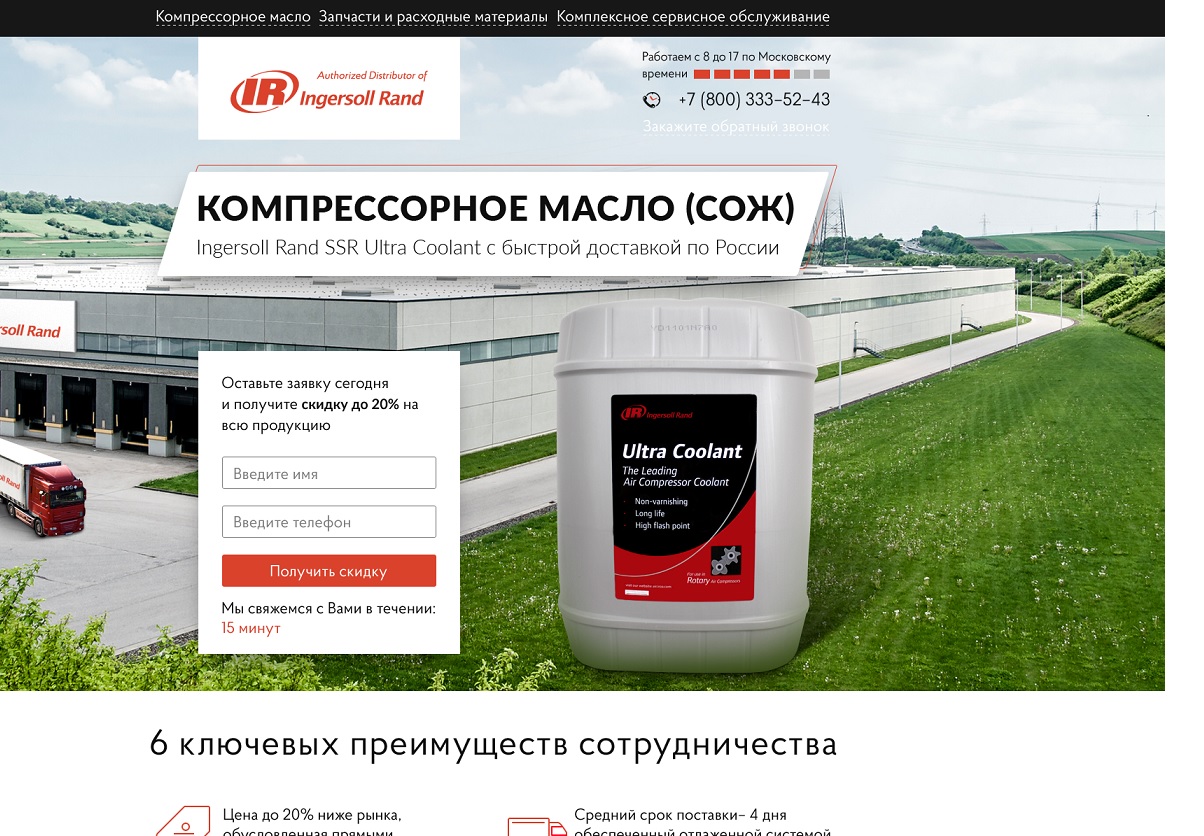 Компрессорное масло Запчасти и расходные материалы Комплексное сервисное обслуживание
Authorized Distributor of
IR Ingersoll Rand
Работаем с 8 до 17 по Московскому
времени
+7 (800) 333–52–43
Закажите обратный звонок
КОМПРЕССОРНОЕ МАСЛО (СОЖ)
Ingersoll Rand SSR Ultra Coolant с быстрой доставкой по России
rsoll Rand
Оставьте заявку сегодня
и получите скидку до 20% на
всю продукцию
Введите имя
Введите телефон
Получить скидку
Мы свяжемся с Вами в течении:
15 минут
soll Rand
IR Ingersoll Rand
Ultra Coolant
The Leading
Air Compressor Coolant
Non-varnishing
Long life
High flash point
For use in
Rotary Air Compressors
6 ключевых преимуществ сотрудничества
Цена до 20% ниже рынка,
обусловленная прямыми
Средний срок поставки– 4 дня
обеспеченный отлаженной системой